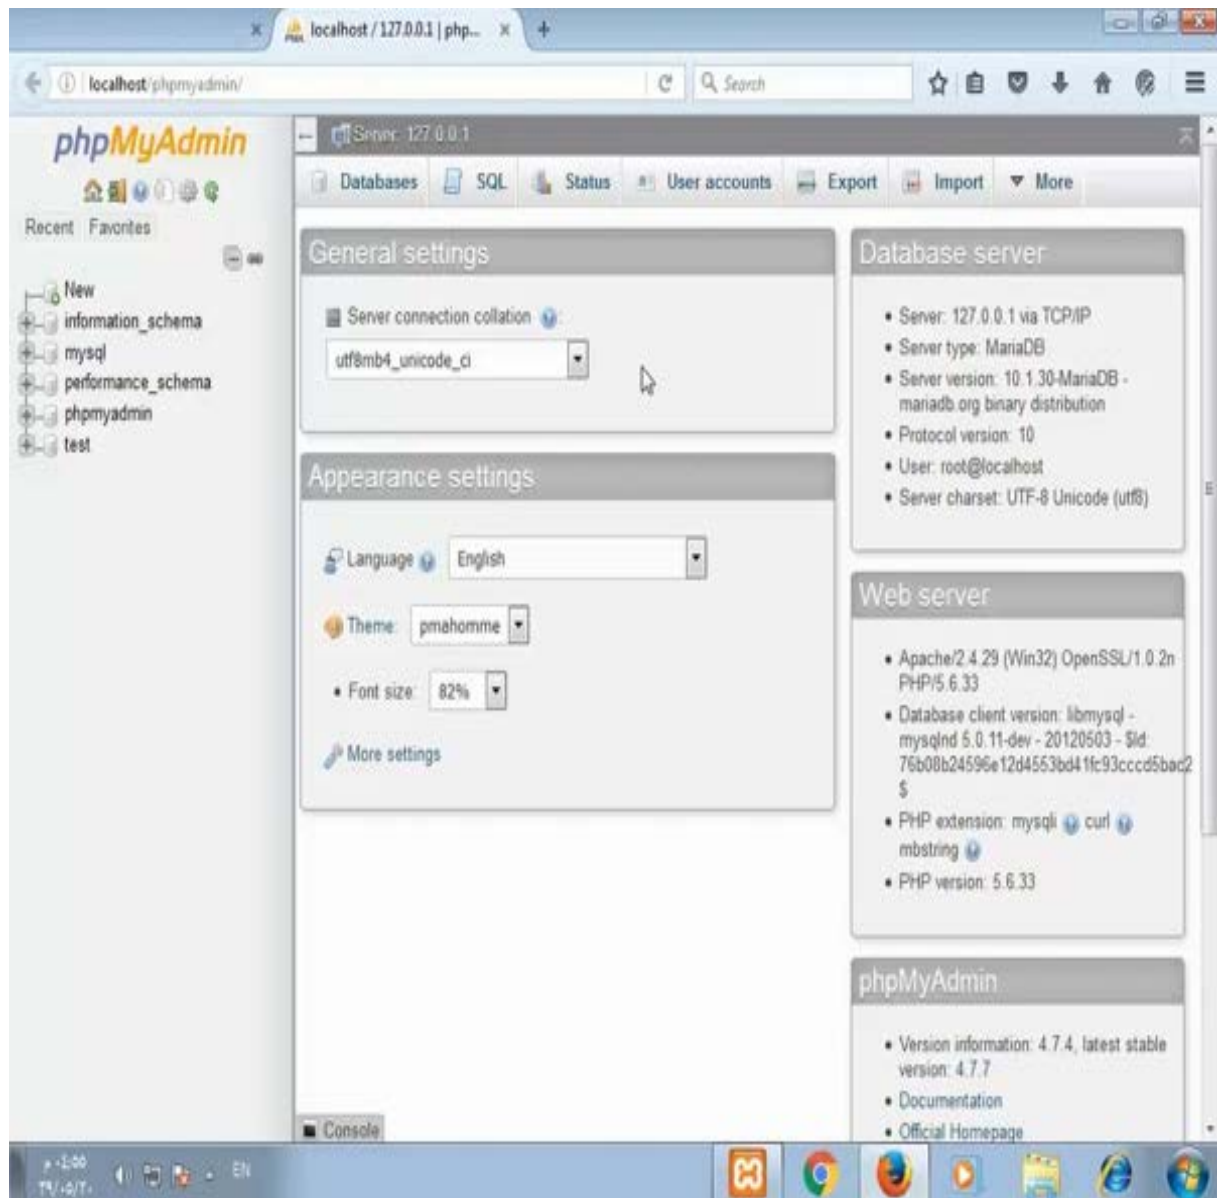 localhost / 127.0.0.1 | php...
localhost/phpmyadmin/
Search
phpMyAdmin
Recent Favorites
New
information_schema
mysql
performance_schema
phpmyadmin
test
Server: 127.0.0.1
Databases SQL Status User accounts Export Import More
General settings
Server connection collation :
utf8mb4_unicode_ci
Appearance settings
Language English
Theme: pmahomme
• Font size: 82%
More settings
Database server
• Server: 127.0.0.1 via TCP/IP
• Server type: MariaDB
• Server version: 10.1.30-MariaDB -
mariadb.org binary distribution
• Protocol version: 10
• User: root@localhost
• Server charset: UTF-8 Unicode (utf8)
Web server
• Apache/2.4.29 (Win32) OpenSSL/1.0.2n
PHP/5.6.33
• Database client version: libmysql -
mysqlnd 5.0.11-dev - 20120503 - $Id:
76b08b24596e12d4553bd41fc93cccd5bac2
$
• PHP extension: mysqli curl
mbstring
• PHP version: 5.6.33
phpMyAdmin
• Version information: 4.7.4, latest stable
version: 4.7.7
• Documentation
• Official Homepage
Console
EN